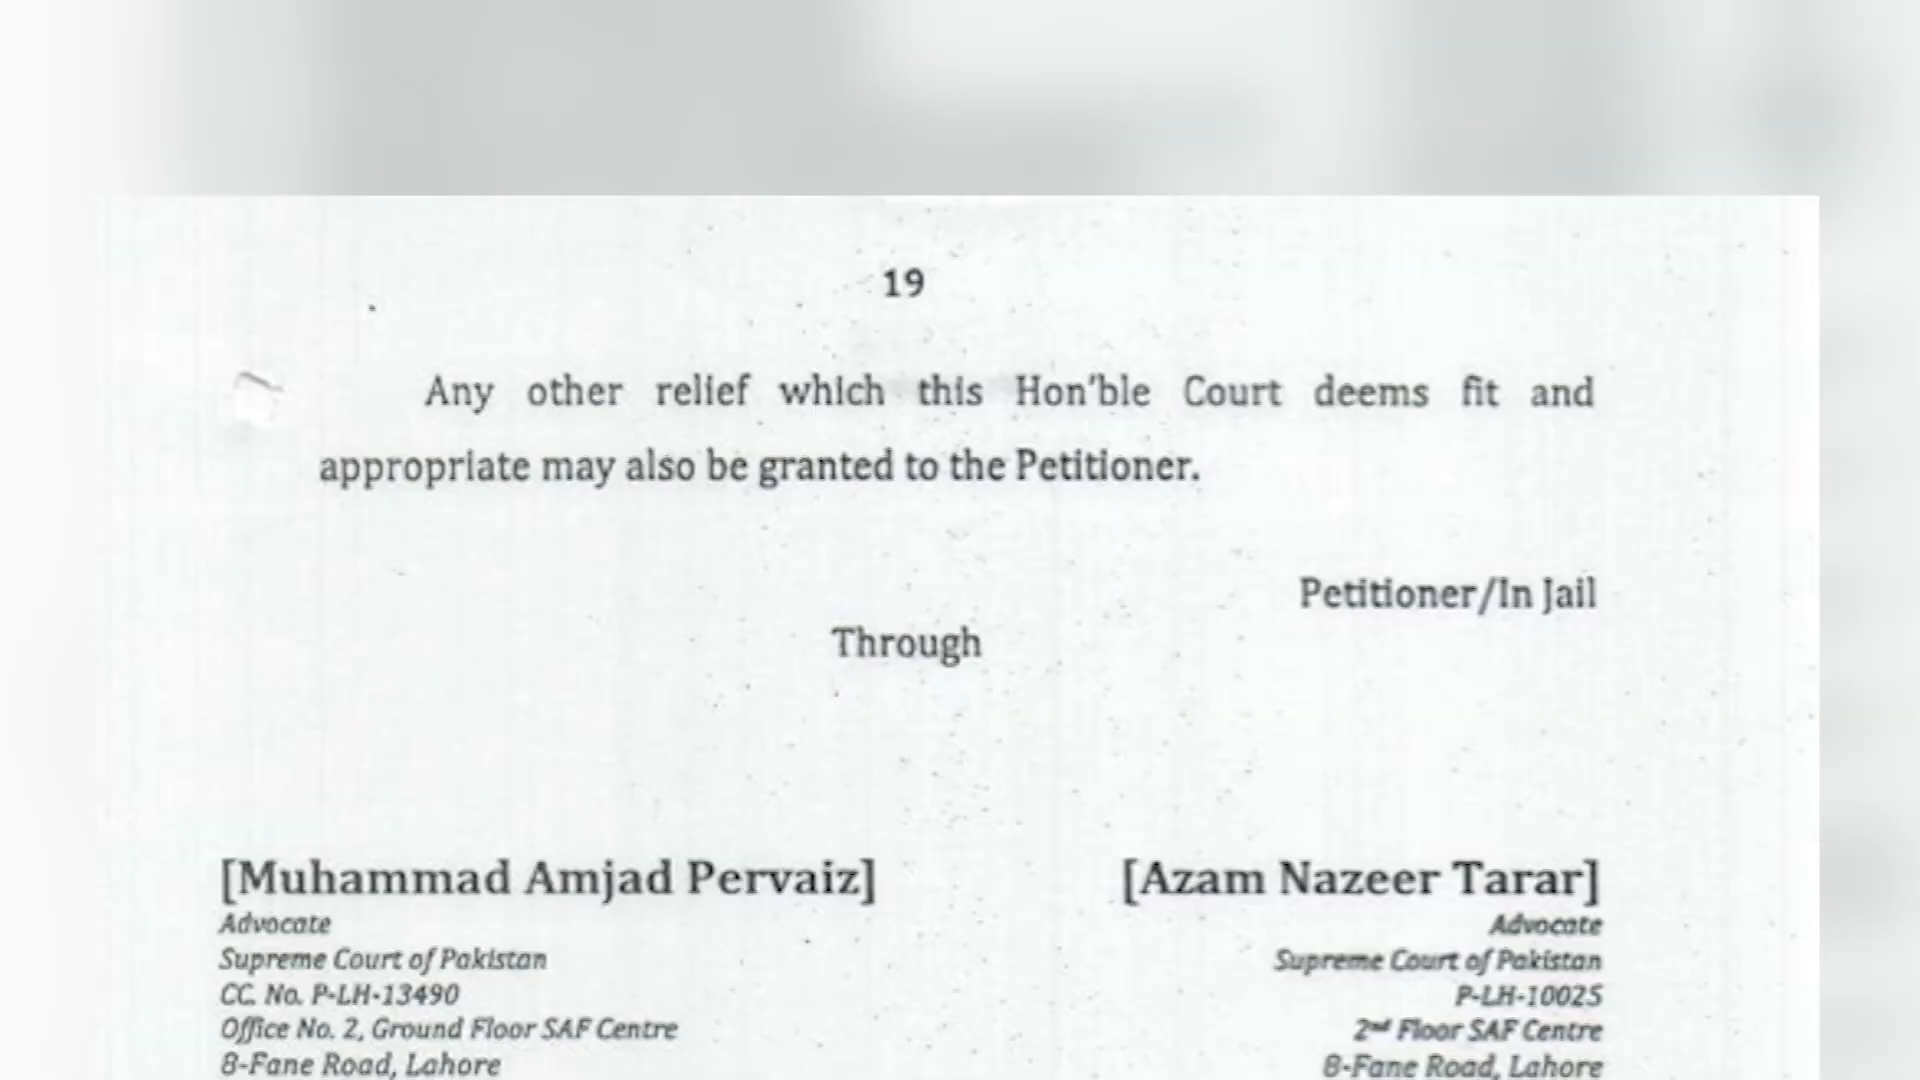 19
Any other relief which this Hon'ble Court deems fit and
appropriate may also be granted to the Petitioner.
Petitioner/In Jail
Through
[Muhammad Amjad Pervaiz]
Advocate
Supreme Court of Pakistan
CC. No. P-LH-13490
Office No. 2, Ground Floor SAF Centre
8-Fane Road, Lahore
[Azam Nazeer Tarar]
Advocate
Supreme Court of Pakistan
P-LH-10025
2nd Floor SAF Centre
8-Fane Road, Lahore